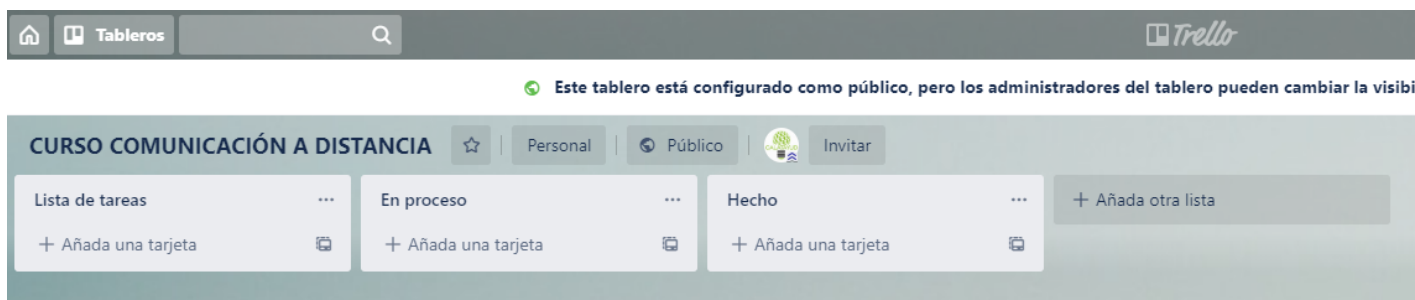 Tableros
Trello
Este tablero está configurado como público, pero los administradores del tablero pueden cambiar la visibi
CURSO COMUNICACIÓN A DISTANCIA Personal Público Invitar
Lista de tareas En proceso Hecho + Añada otra lista
+ Añada una tarjeta + Añada una tarjeta + Añada una tarjeta